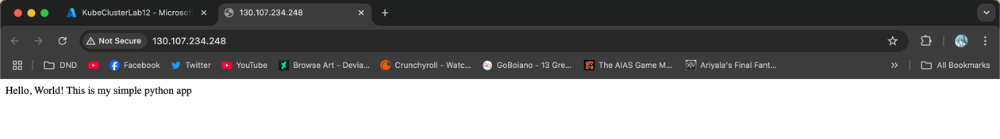 KubeClusterLab12 - Microsof
130.107.234.248
Not Secure
130.107.234.248
DND
Facebook
Twitter
YouTube
Browse Art - Devia...
Crunchyroll - Watc...
GoBoiano - 13 Gre...
The AIAS Game M...
XIV
Ariyala's Final Fant...
All Bookmarks
Hello, World! This is my simple python app